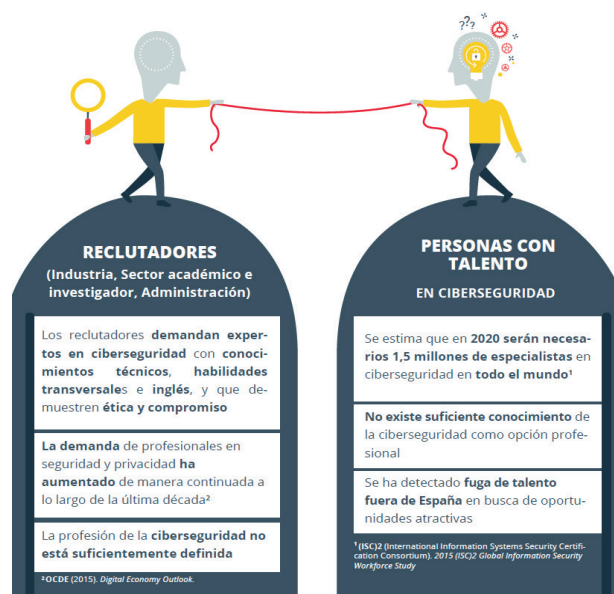 ???
RECLUTADORES
(Industria, Sector académico e
investigador, Administración)
Los reclutadores demandan exper-
tos en ciberseguridad con conoci-
mientos técnicos, habilidades
transversales e inglés, y que de-
muestren ética y compromiso
La demanda de profesionales en
seguridad y privacidad ha
aumentado de manera continuada a
lo largo de la última década²
La profesión de la ciberseguridad no
está suficientemente definida
²OCDE (2015). Digital Economy Outlook.
PERSONAS CON
TALENTO
EN CIBERSEGURIDAD
Se estima que en 2020 serán necesa-
rios 1,5 millones de especialistas en
ciberseguridad en todo el mundo¹
No existe suficiente conocimiento de
la ciberseguridad como opción profe-
sional
Se ha detectado fuga de talento
fuera de España en busca de oportu-
nidades atractivas
¹(ISC)2 (International Information Systems Security Certifi-
cation Consortium). 2015 (ISC)2 Global Information Security
Workforce Study